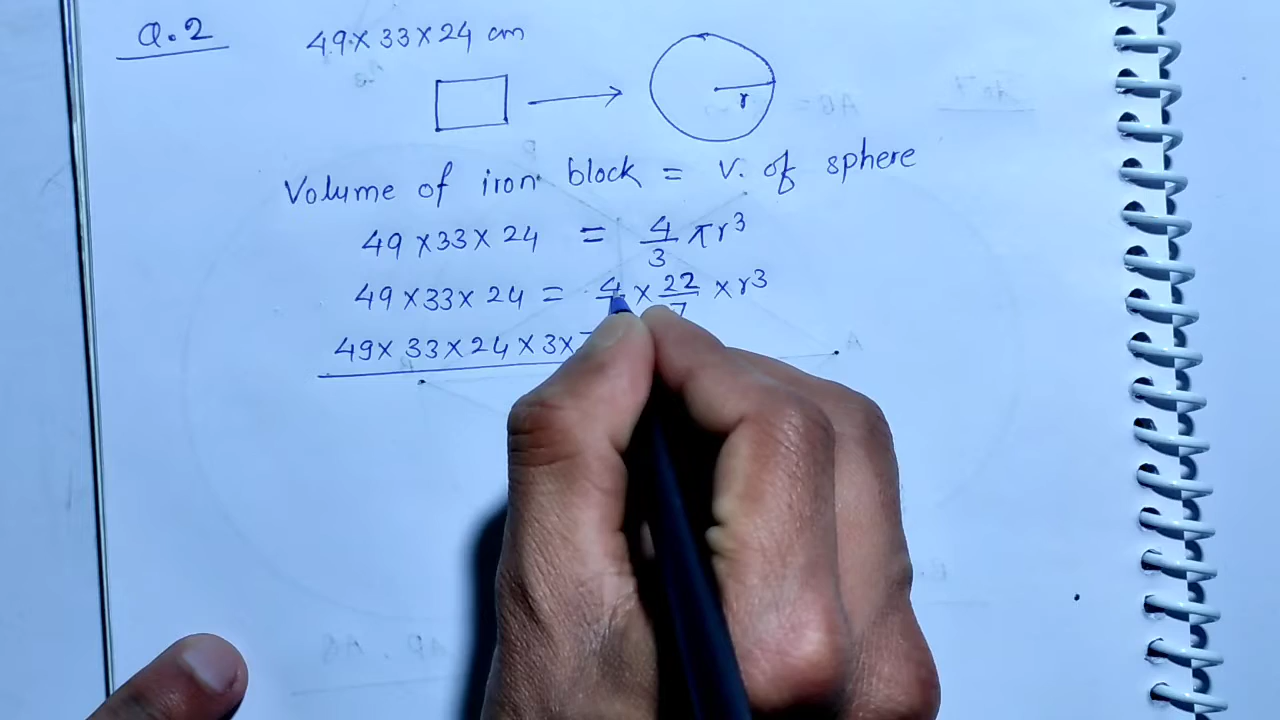 Q.2
49 × 33 × 24 cm
r
Volume of iron block = V. of sphere
49 × 33 × 24 = 4/3 πr³
49 × 33 × 24 = 4/ × 22/7 × r³
49 × 33 × 24 × 3 ×
A